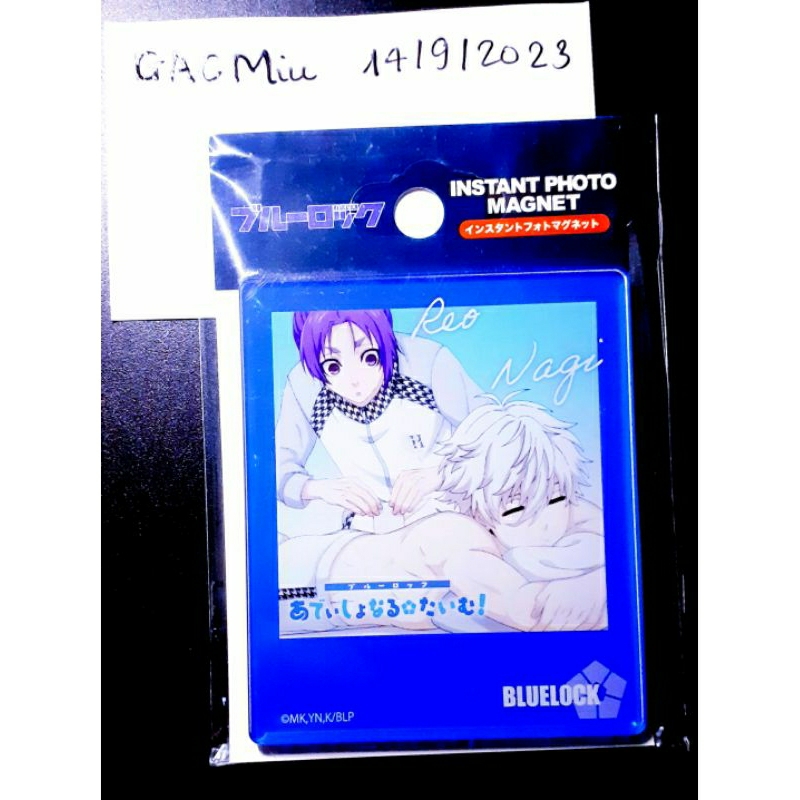 GAC Miu 14/9/2023
ブルーロック
INSTANT PHOTO
MAGNET
インスタントフォトマグネット
Reo
Nagi
ブルーロック
あでぃしょなる☆たいむ!
BLUELOCK
©MK,YN,K/BLP